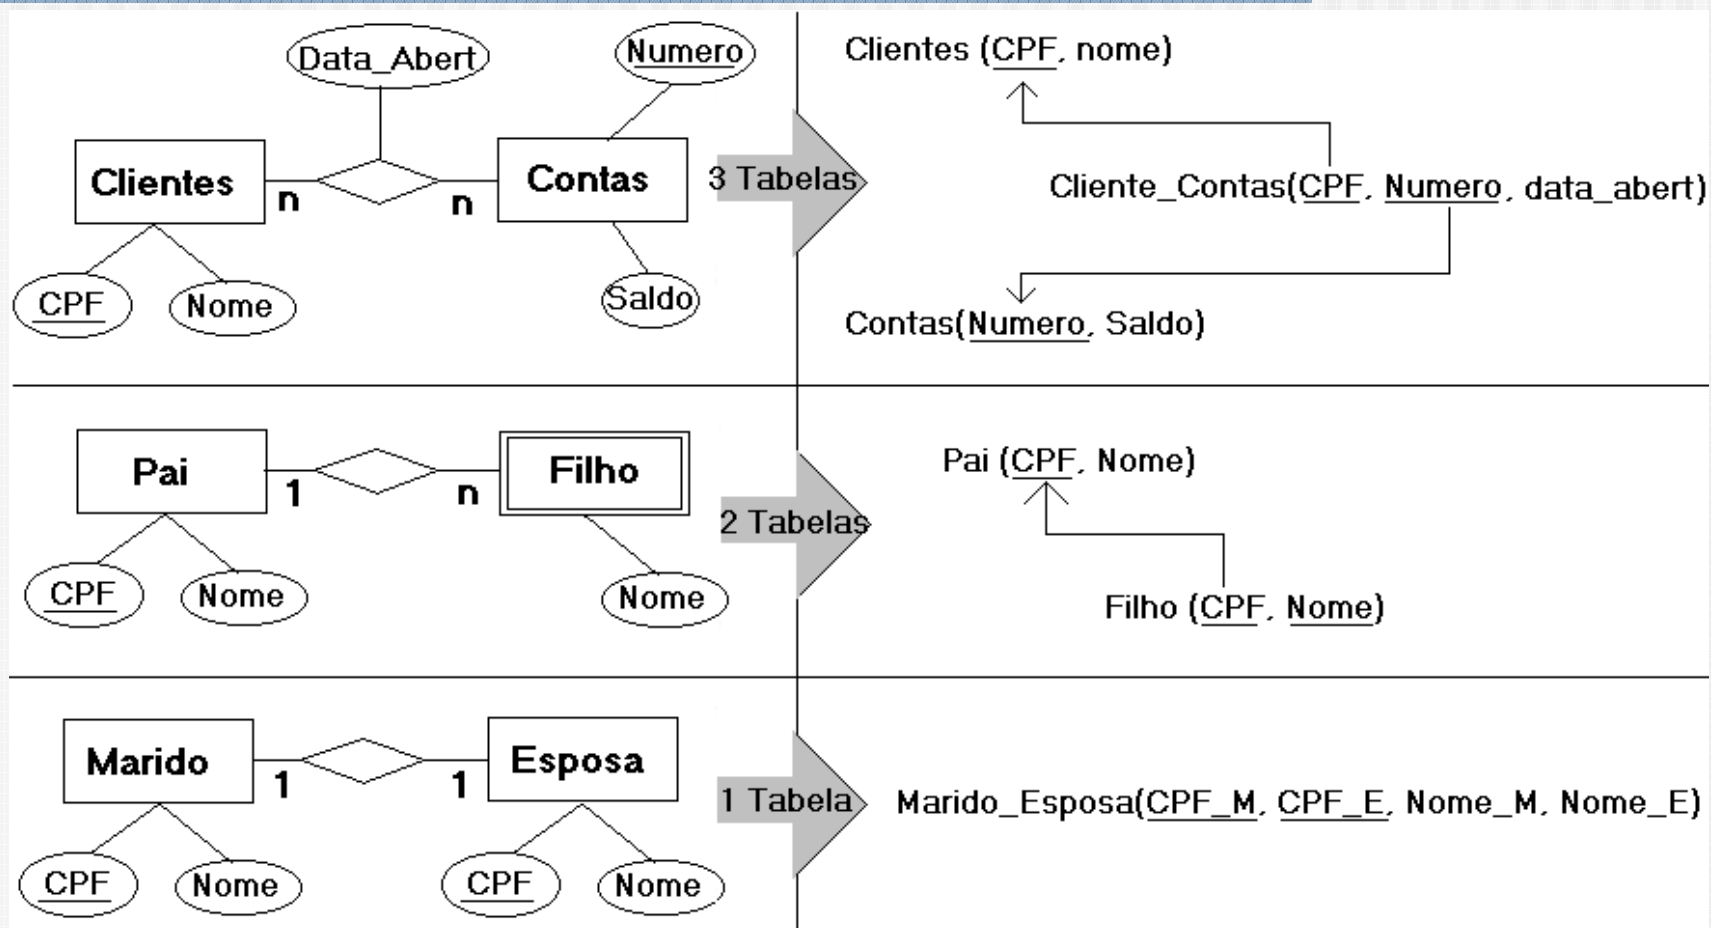 Data_Abert
Numero
Clientes
n
n
Contas
CPF
Nome
Saldo
3 Tabelas
Clientes (CPF, nome)
Cliente_Contas(CPF, Numero, data_abert)
Contas(Numero, Saldo)
Pai
1
n
Filho
CPF
Nome
Nome
2 Tabelas
Pai (CPF, Nome)
Filho (CPF, Nome)
Marido
1
1
Esposa
CPF
Nome
CPF
Nome
1 Tabela
Marido_Esposa(CPF_M, CPF_E, Nome_M, Nome_E)